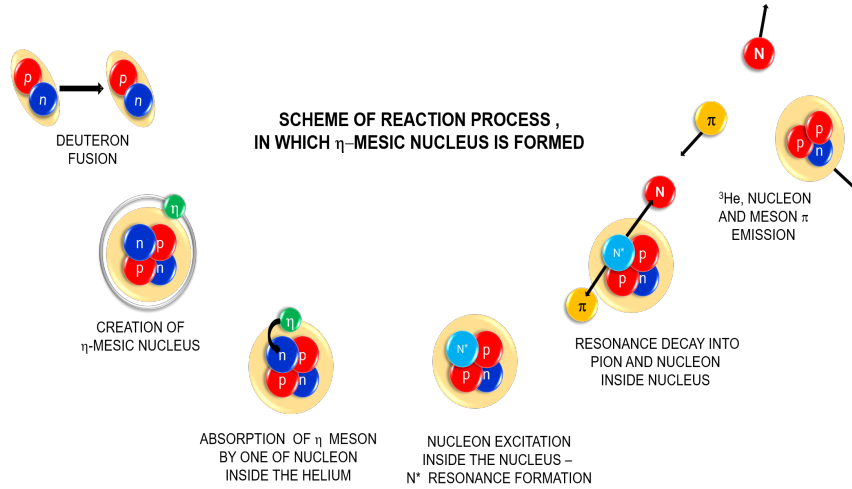 SCHEME OF REACTION PROCESS ,
IN WHICH η–MESIC NUCLEUS IS FORMED
p
n
p
n
DEUTERON
FUSION
η
n
p
p
n
CREATION OF
η-MESIC NUCLEUS
η
n
p
p
n
ABSORPTION OF η MESON
BY ONE OF NUCLEON
INSIDE THE HELIUM
N*
p
p
n
NUCLEON EXCITATION
INSIDE THE NUCLEUS –
N* RESONANCE FORMATION
N
N*
p
p
n
π
RESONANCE DECAY INTO
PION AND NUCLEON
INSIDE NUCLEUS
N
π
p
p
n
³He, NUCLEON
AND MESON π
EMISSION